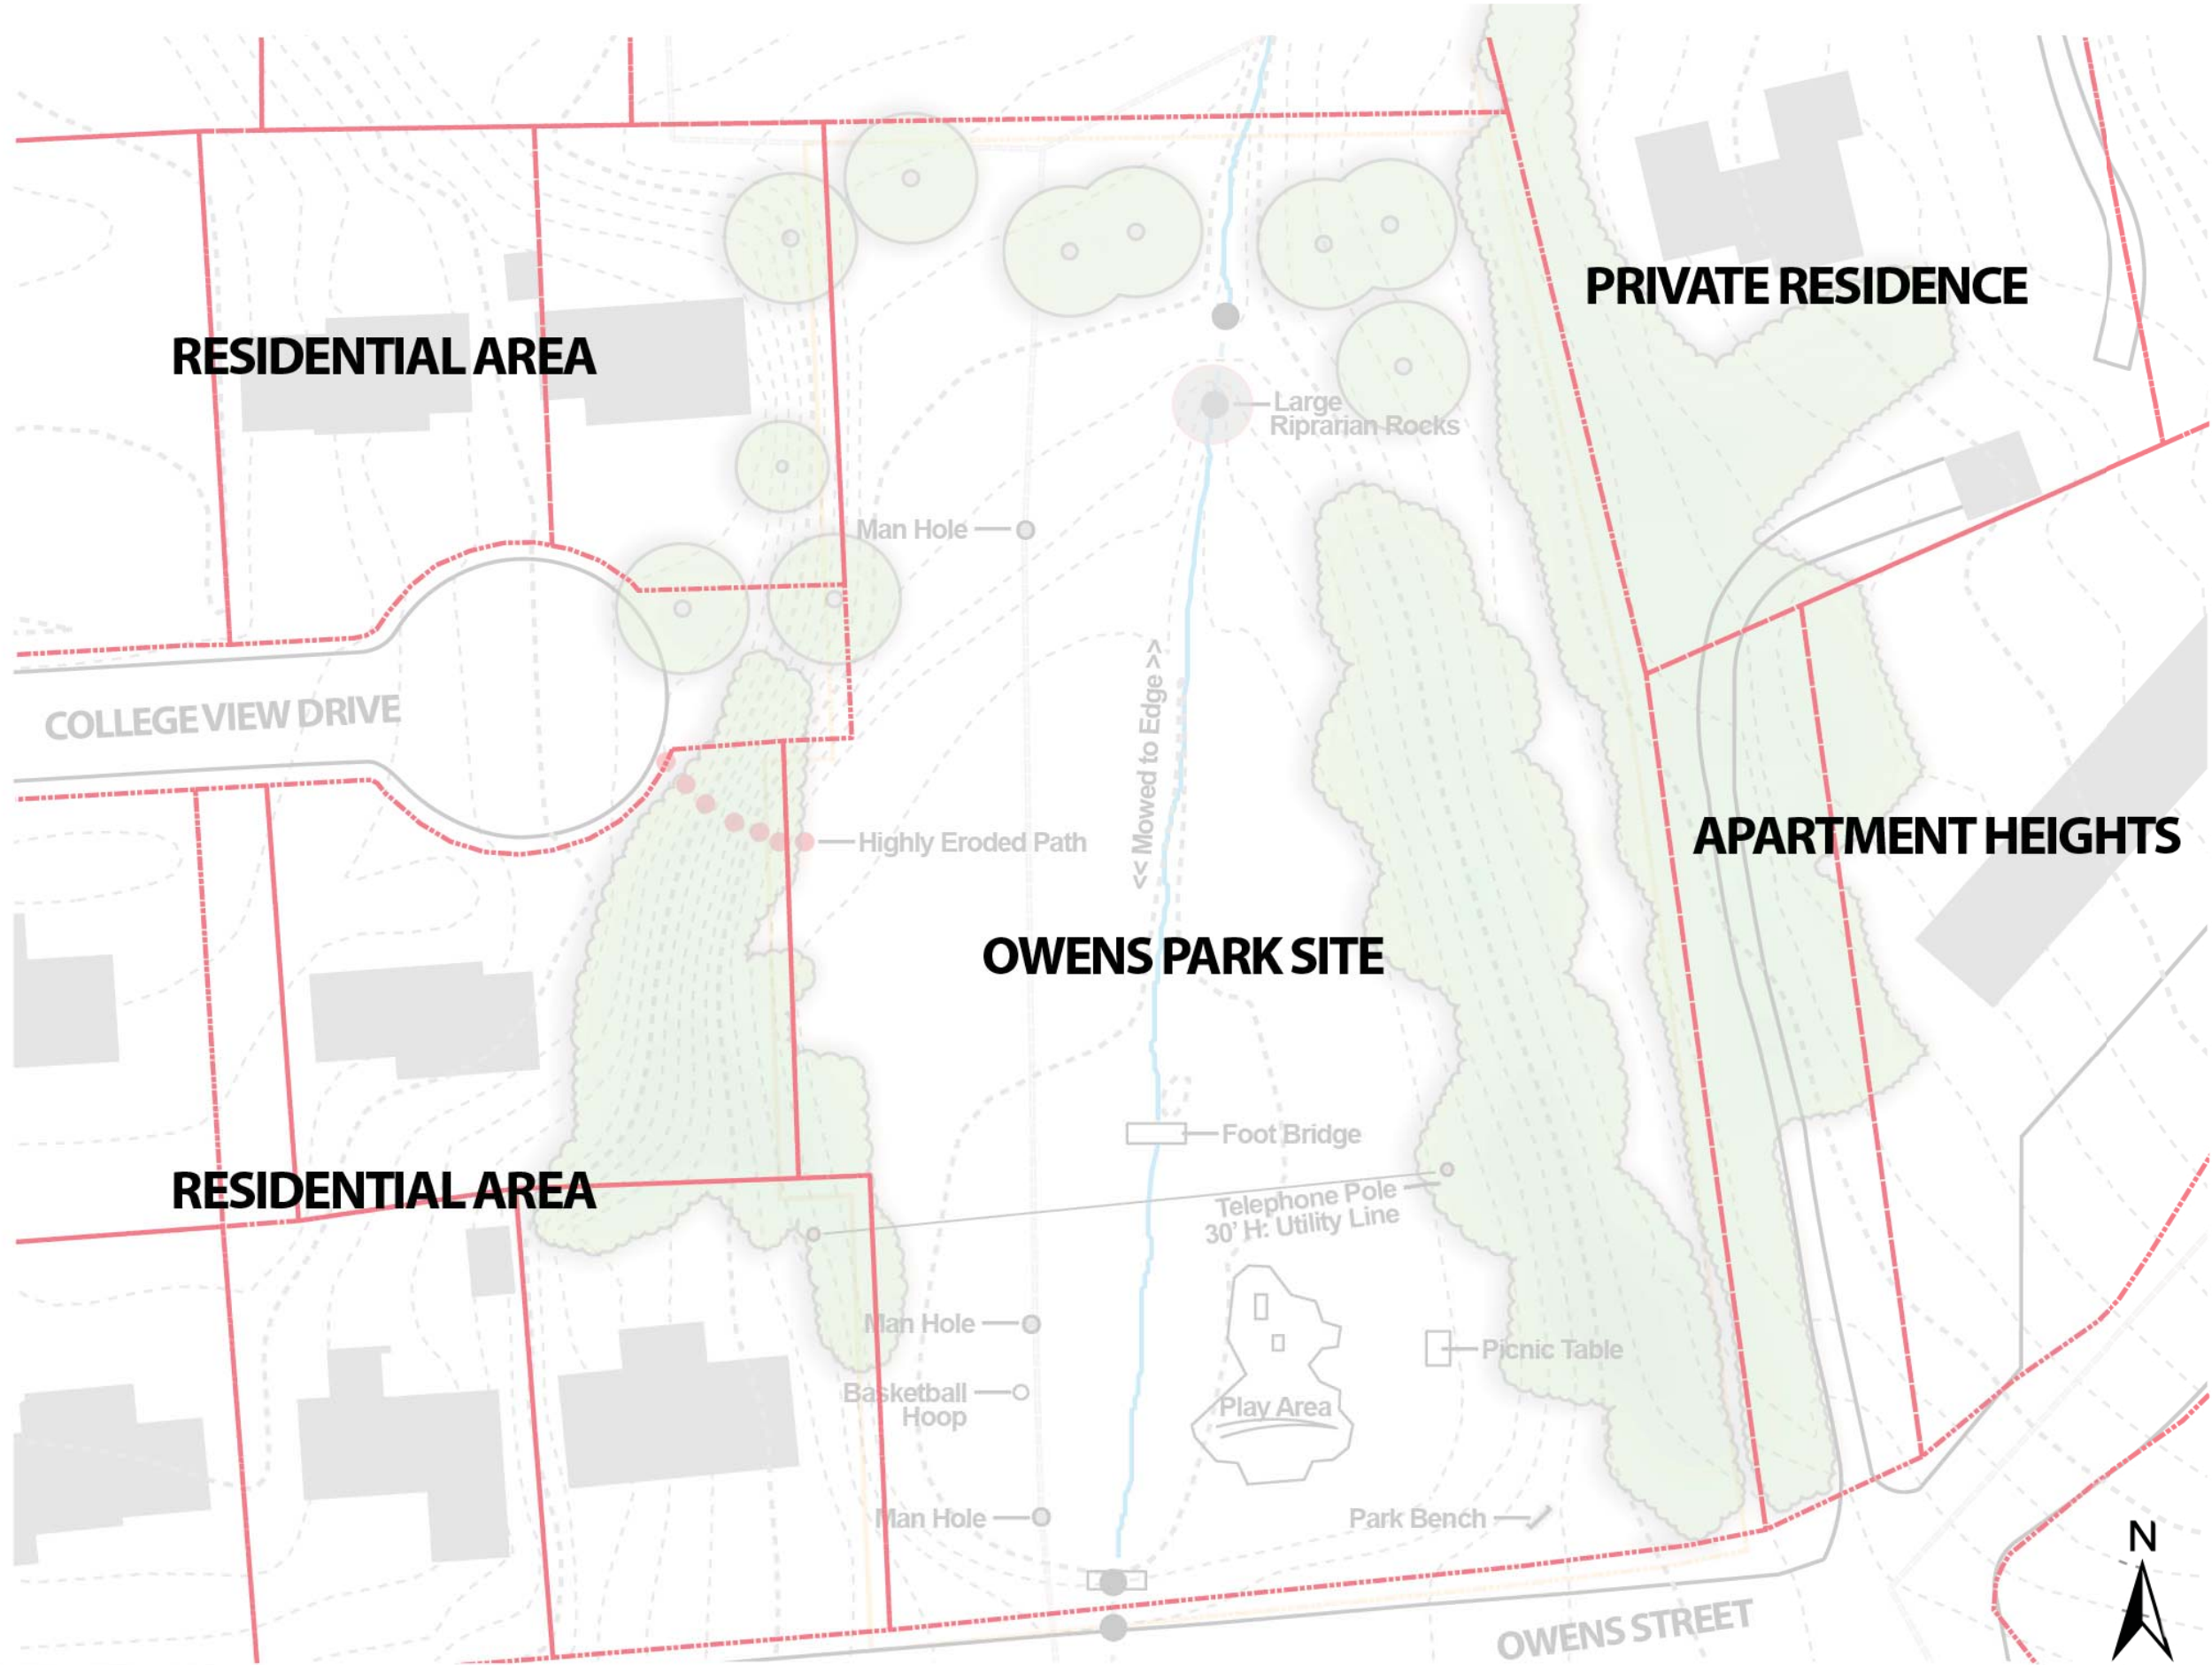 PRIVATE RESIDENCE
RESIDENTIAL AREA
Large
Riprarian Rocks
Man Hole
<< Mowed to Edge >>
COLLEGE VIEW DRIVE
APARTMENT HEIGHTS
Highly Eroded Path
OWENS PARK SITE
Foot Bridge
RESIDENTIAL AREA
Telephone Pole
30' H: Utility Line
Man Hole
Picnic Table
Basketball
Hoop
Play Area
Man Hole
Park Bench
N
OWENS STREET